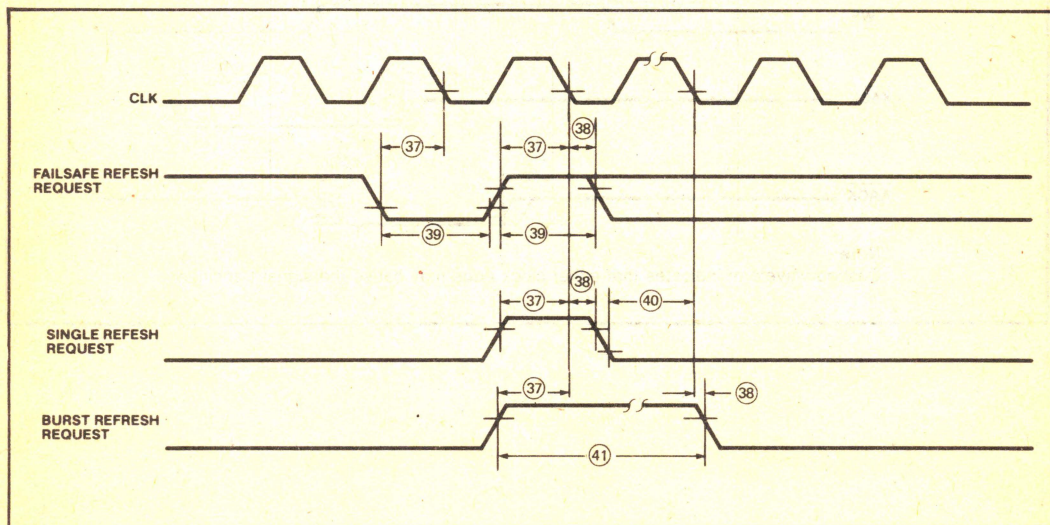 CLK
37
37
38
FAILSAFE REFESH
REQUEST
39
39
38
37
40
SINGLE REFESH
REQUEST
37
38
BURST REFRESH
REQUEST
41